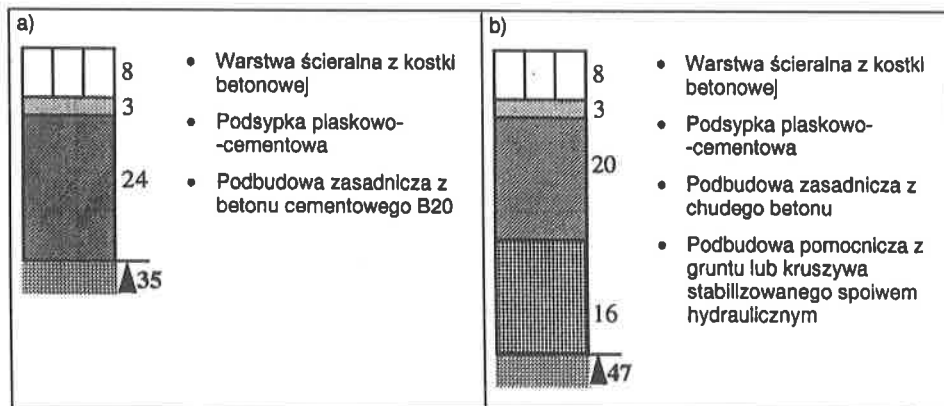 a)
8
3
24
35
• Warstwa ścieralna z kostki
betonowej
• Podsypka piaskowo-
-cementowa
• Podbudowa zasadnicza z
betonu cementowego B20
b)
8
3
20
16
47
• Warstwa ścieralna z kostki
betonowej
• Podsypka piaskowo-
-cementowa
• Podbudowa zasadnicza z
chudego betonu
• Podbudowa pomocnicza z
gruntu lub kruszywa
stabilizowanego spoiwem
hydraulicznym